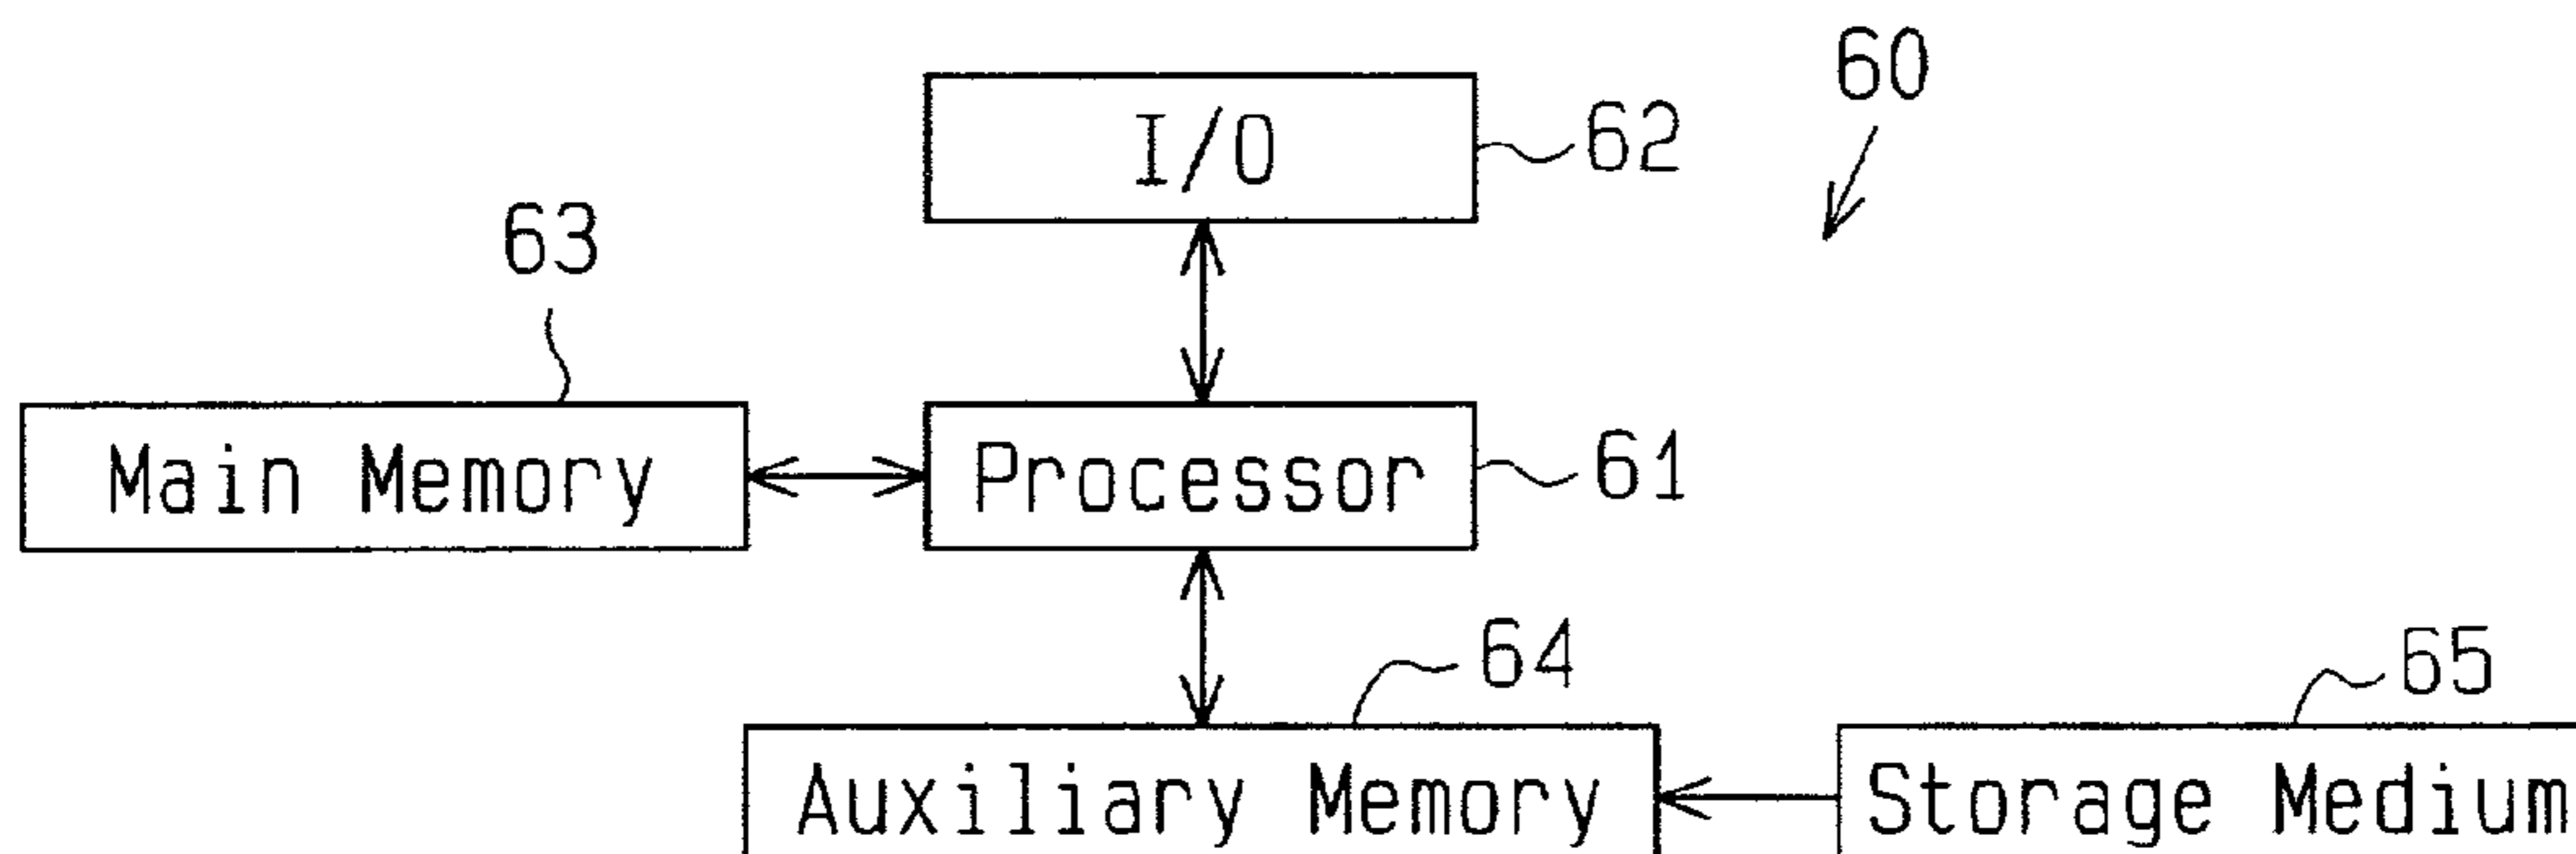 60
I/O
62
63
Main Memory
Processor
61
64
65
Auxiliary Memory
Storage Medium